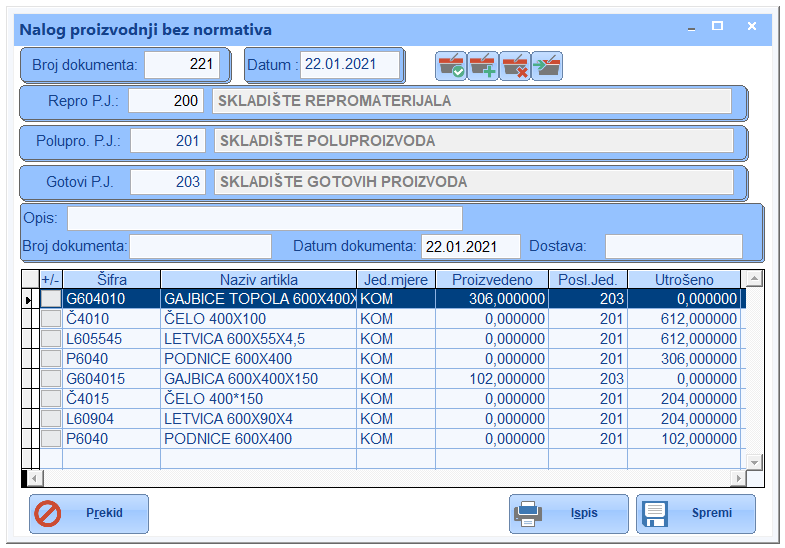 Nalog proizvodnji bez normativa
Broj dokumenta: 221 Datum : 22.01.2021
Repro P.J.: 200 SKLADIŠTE REPROMATERIJALA
Polupro. P.J.: 201 SKLADIŠTE POLUPROIZVODA
Gotovi P.J. 203 SKLADIŠTE GOTOVIH PROIZVODA
Opis:
Broj dokumenta: Datum dokumenta: 22.01.2021 Dostava:
+/- Šifra Naziv artikla Jed.mjere Proizvedeno Posl.Jed. Utrošeno
G604010 GAJBICE TOPOLA 600X400X KOM 306,000000 203 0,000000
Č4010 ČELO 400X100 KOM 0,000000 201 612,000000
L605545 LETVICA 600X55X4,5 KOM 0,000000 201 612,000000
P6040 PODNICE 600X400 KOM 0,000000 201 306,000000
G604015 GAJBICA 600X400X150 KOM 102,000000 203 0,000000
Č4015 ČELO 400*150 KOM 0,000000 201 204,000000
L60904 LETVICA 600X90X4 KOM 0,000000 201 204,000000
P6040 PODNICE 600X400 KOM 0,000000 201 102,000000
Prekid Ispis Spremi